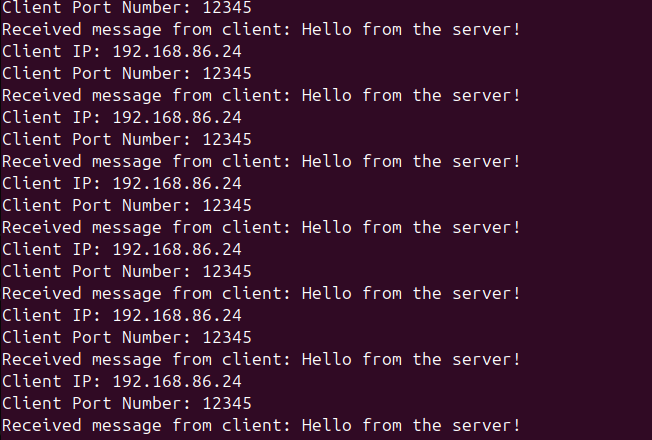 Client Port Number: 12345
Received message from client: Hello from the server!
Client IP: 192.168.86.24
Client Port Number: 12345
Received message from client: Hello from the server!
Client IP: 192.168.86.24
Client Port Number: 12345
Received message from client: Hello from the server!
Client IP: 192.168.86.24
Client Port Number: 12345
Received message from client: Hello from the server!
Client IP: 192.168.86.24
Client Port Number: 12345
Received message from client: Hello from the server!
Client IP: 192.168.86.24
Client Port Number: 12345
Received message from client: Hello from the server!
Client IP: 192.168.86.24
Client Port Number: 12345
Received message from client: Hello from the server!